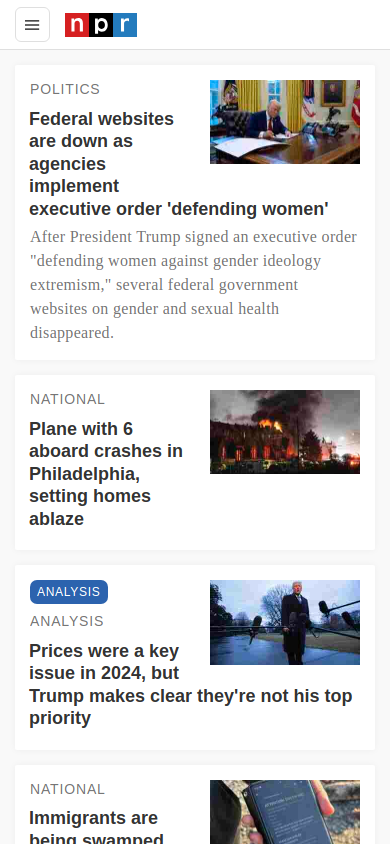 npr
POLITICS
Federal websites
are down as
agencies
implement
executive order 'defending women'
After President Trump signed an executive order
"defending women against gender ideology
extremism," several federal government
websites on gender and sexual health
disappeared.
NATIONAL
Plane with 6
aboard crashes in
Philadelphia,
setting homes
ablaze
ANALYSIS
ANALYSIS
Prices were a key
issue in 2024, but
Trump makes clear they're not his top
priority
NATIONAL
Immigrants are
being swamped